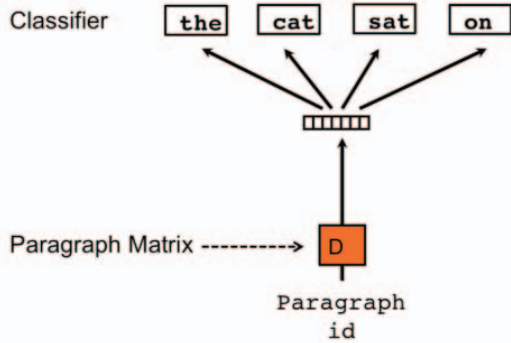 Classifier the cat sat on
Paragraph Matrix D
Paragraph
id